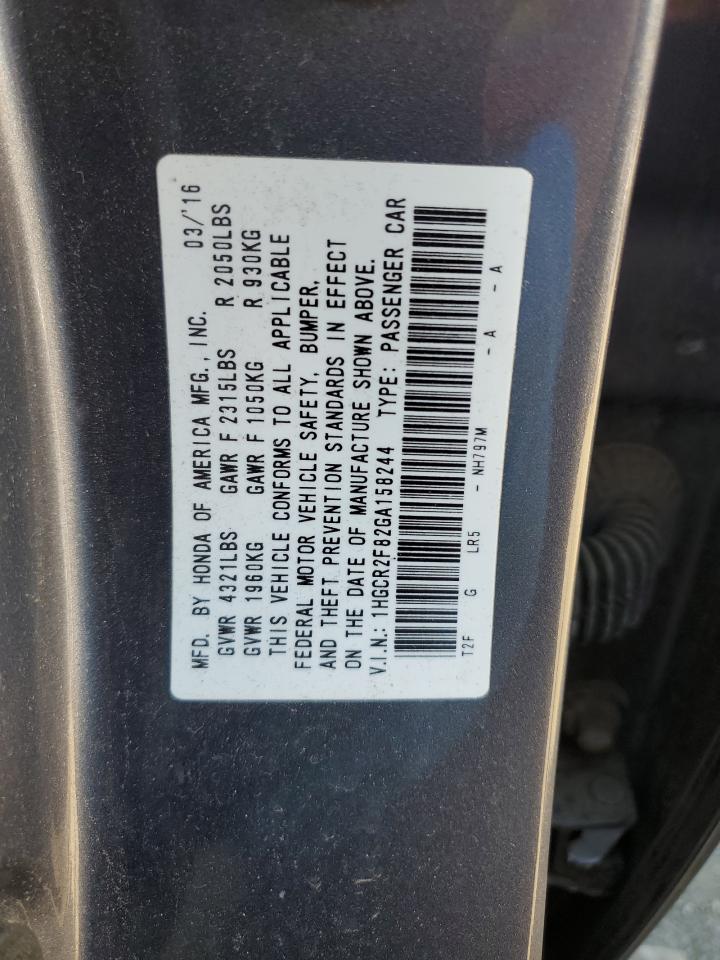 MFD. BY HONDA OF AMERICA MFG., INC. 03/'16
GVWR 4321LBS GAWR F 2315LBS R 2050LBS
GVWR 1960KG GAWR F 1050KG R 930KG
THIS VEHICLE CONFORMS TO ALL APPLICABLE
FEDERAL MOTOR VEHICLE SAFETY, BUMPER,
AND THEFT PREVENTION STANDARDS IN EFFECT
ON THE DATE OF MANUFACTURE SHOWN ABOVE.
V.I.N.: 1HGCR2F82GA158244 TYPE: PASSENGER CAR
T2F G LR5 - NH797M - A - A